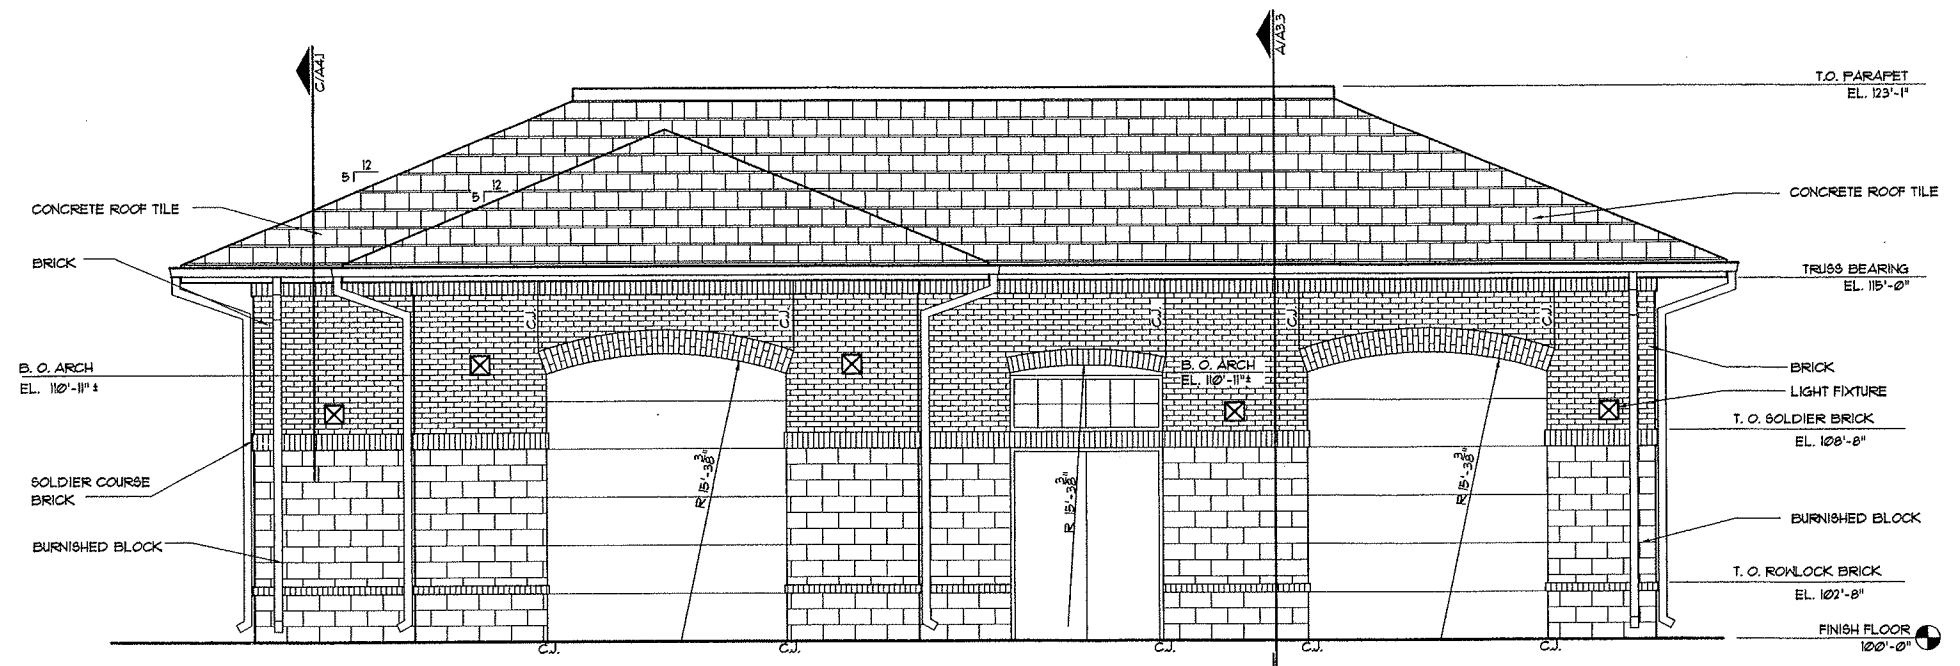 C/A4.1
A/A3.3
T.O. PARAPET
EL. 123'-1"
12
5
12
5
CONCRETE ROOF TILE
CONCRETE ROOF TILE
BRICK
TRUSS BEARING
EL. 115'-0"
C.J.
C.J.
C.J.
C.J.
C.J.
B. O. ARCH
EL. 110'-11" ±
B. O. ARCH
EL. 110'-11" ±
BRICK
LIGHT FIXTURE
T. O. SOLDIER BRICK
EL. 108'-8"
R 15'-3 3/8"
R 15'-3 3/8"
R 15'-3 3/8"
SOLDIER COURSE
BRICK
BURNISHED BLOCK
BURNISHED BLOCK
T. O. ROWLOCK BRICK
EL. 102'-8"
FINISH FLOOR
100'-0"
C.J.
C.J.
C.J.
C.J.
C.J.